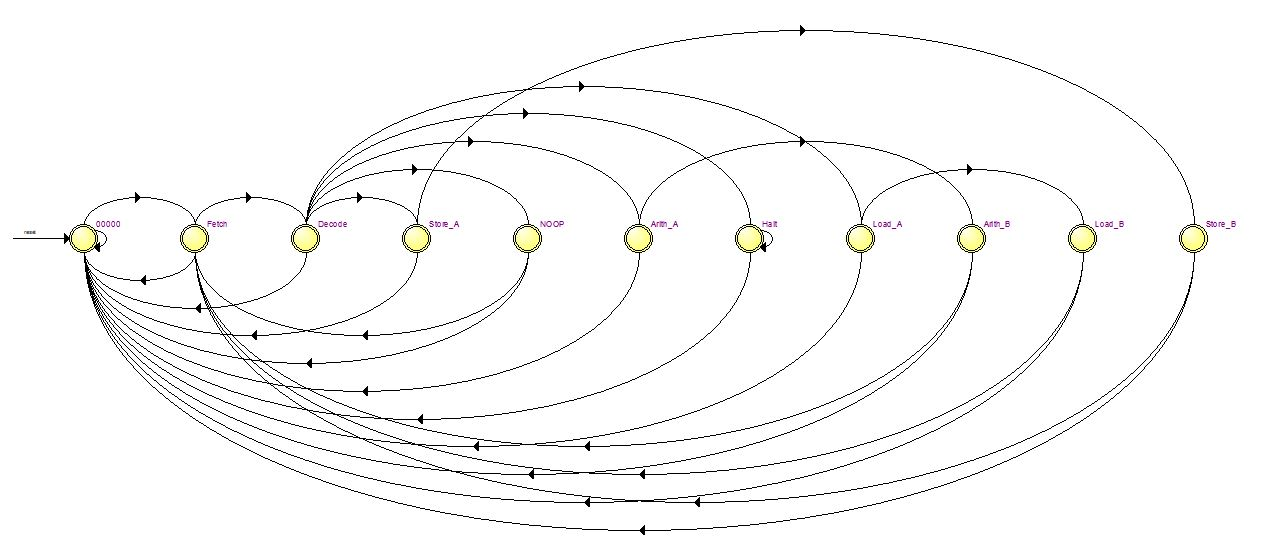 reset
00000
Fetch
Decode
Store_A
NOOP
Arith_A
Halt
Load_A
Arith_B
Load_B
Store_B